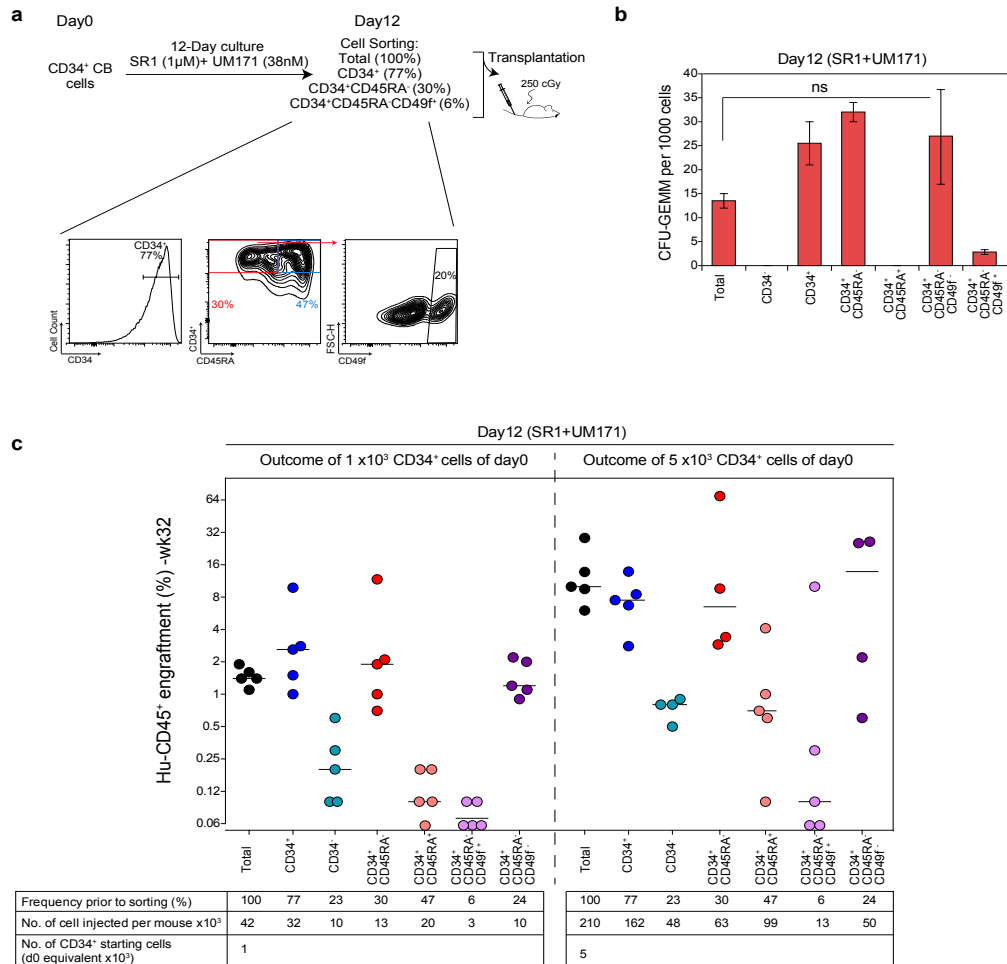 a
Day0
Day12
CD34⁺ CB
cells
12-Day culture
SR1 (1µM)+ UM171 (38nM)
Cell Sorting:
Total (100%)
CD34⁺ (77%)
CD34⁺CD45RA⁻ (30%)
CD34⁺CD45RA⁻CD49f⁺ (6%)
Transplantation
250 cGy
CD34⁺
77%
Cell Count
CD34
30%
47%
CD34⁺
CD45RA
20%
FSC-H
CD49f
b
Day12 (SR1+UM171)
ns
CFU-GEMM per 1000 cells
40
35
30
25
20
15
10
5
0
Total
CD34⁻
CD34⁺
CD34⁺ CD45RA⁻
CD34⁺ CD45RA⁺
CD34⁺ CD45RA⁻ CD49f⁻
CD34⁺ CD45RA⁻ CD49f⁺
c
Day12 (SR1+UM171)
Outcome of 1 x10³ CD34⁺ cells of day0
Outcome of 5 x10³ CD34⁺ cells of day0
Hu-CD45⁺ engraftment (%) -wk32
64
32
16
8
4
2
1
0.5
0.25
0.12
0.06
Total
CD34⁺
CD34⁻
CD34⁺ CD45RA⁻
CD34⁺ CD45RA⁺
CD34⁺ CD45RA⁻ CD49f⁺
CD34⁺ CD45RA⁻ CD49f⁻
Total
CD34⁺
CD34⁻
CD34⁺ CD45RA⁻
CD34⁺ CD45RA⁺
CD34⁺ CD45RA⁻ CD49f⁺
CD34⁺ CD45RA⁻ CD49f⁻
Frequency prior to sorting (%) 100 77 23 30 47 6 24 100 77 23 30 47 6 24
No. of cell injected per mouse x10³ 42 32 10 13 20 3 10 210 162 48 63 99 13 50
No. of CD34⁺ starting cells
(d0 equivalent x10³) 1 5